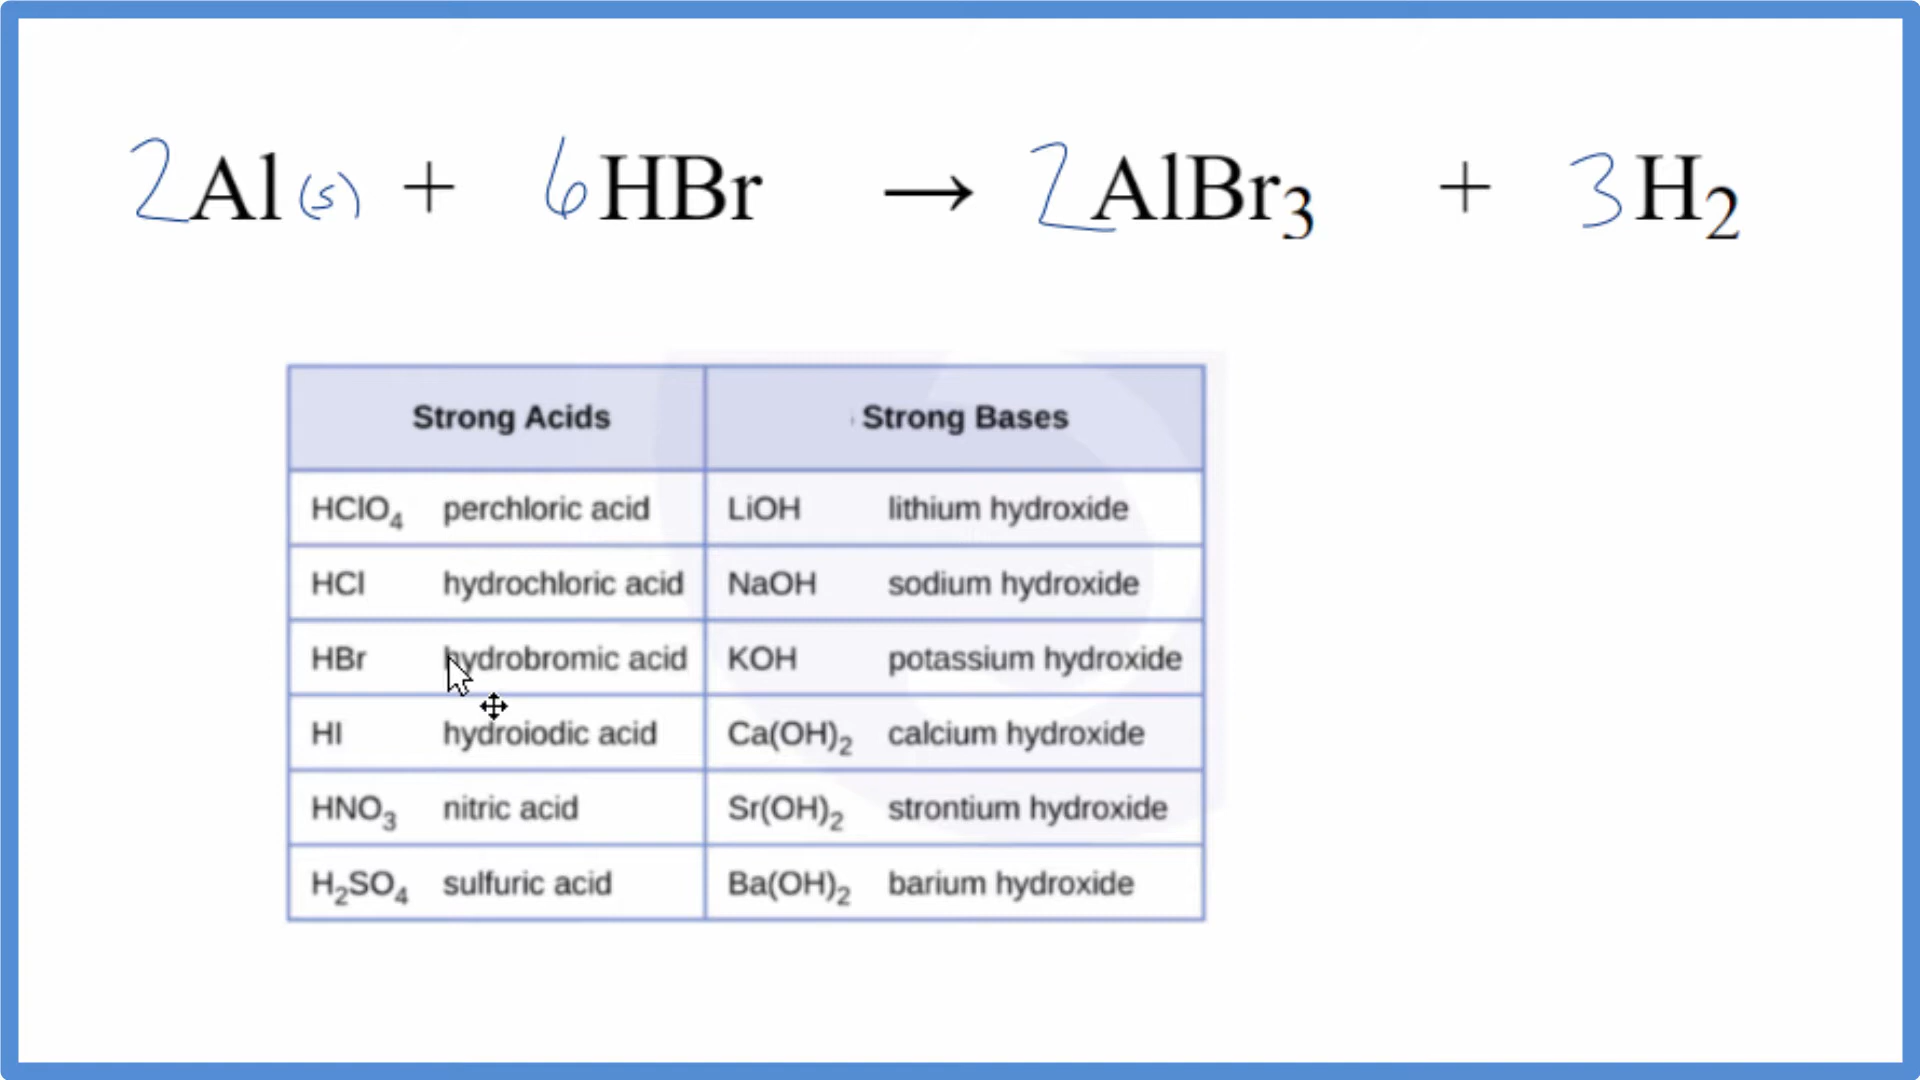 2Al(s) + 6HBr → 2AlBr₃ + 3H₂
Strong Acids Strong Bases
HClO₄ perchloric acid LiOH lithium hydroxide
HCl hydrochloric acid NaOH sodium hydroxide
HBr hydrobromic acid KOH potassium hydroxide
HI hydroiodic acid Ca(OH)₂ calcium hydroxide
HNO₃ nitric acid Sr(OH)₂ strontium hydroxide
H₂SO₄ sulfuric acid Ba(OH)₂ barium hydroxide